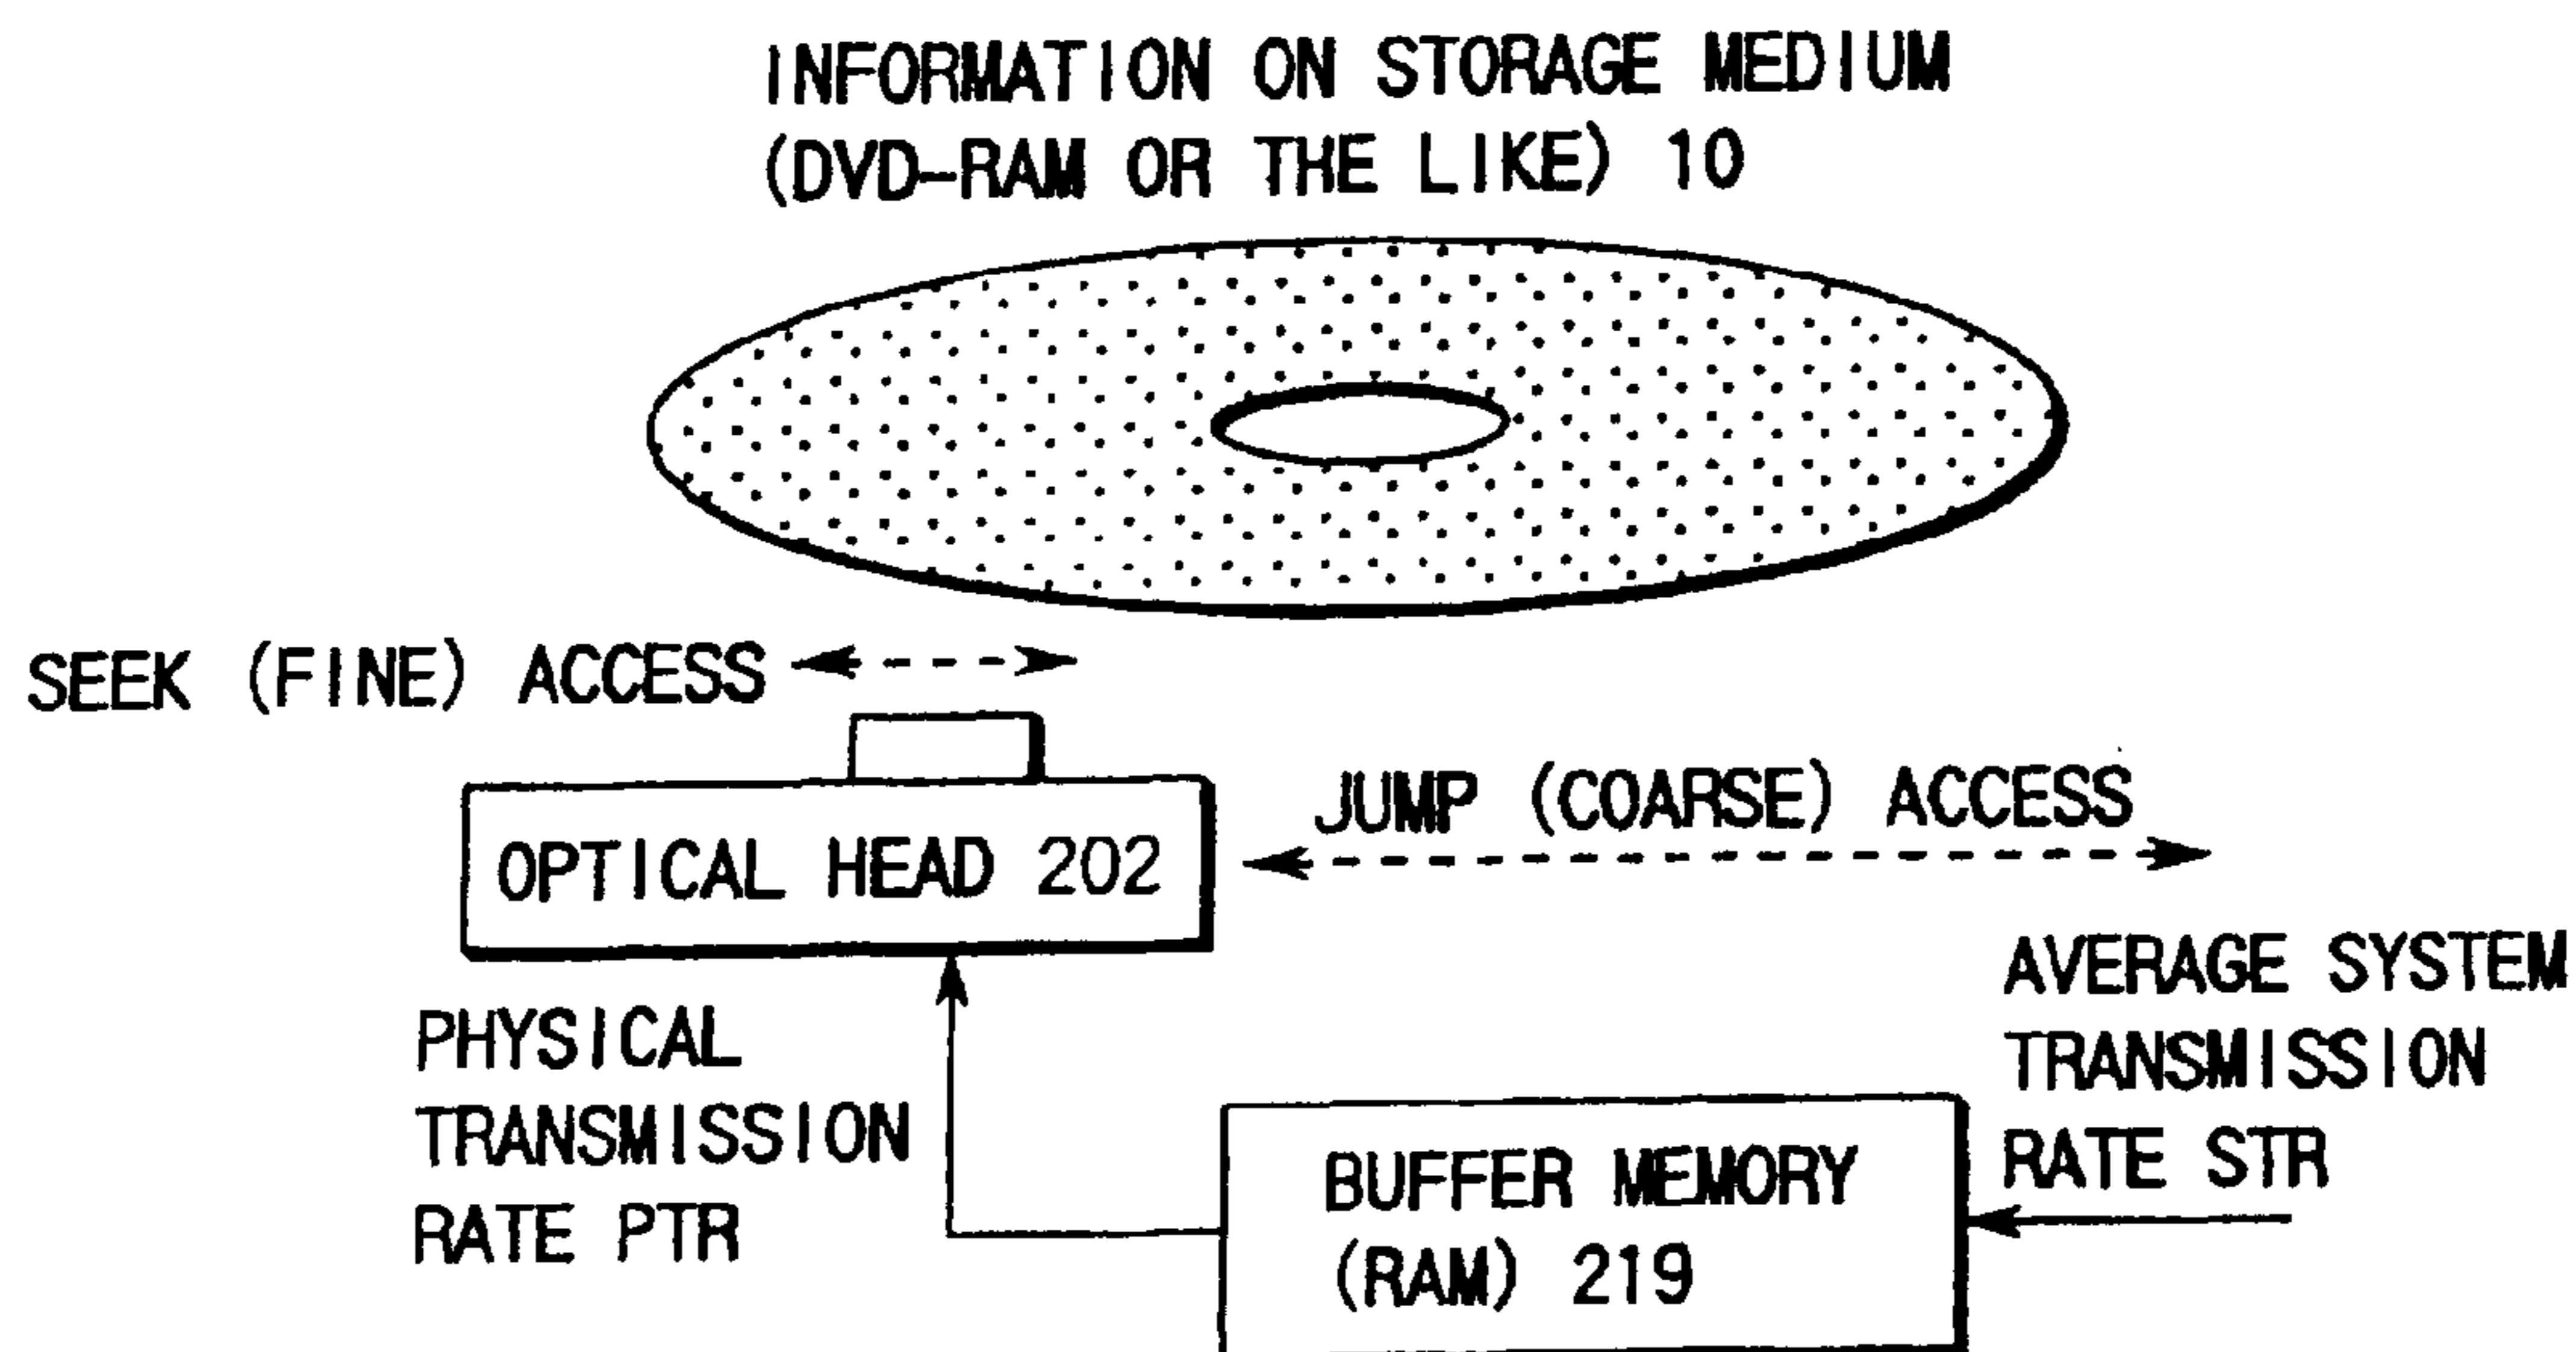 INFORMATION ON STORAGE MEDIUM
(DVD-RAM OR THE LIKE) 10
SEEK (FINE) ACCESS
JUMP (COARSE) ACCESS
OPTICAL HEAD 202
AVERAGE SYSTEM
TRANSMISSION
RATE STR
PHYSICAL
TRANSMISSION
RATE PTR
BUFFER MEMORY
(RAM) 219